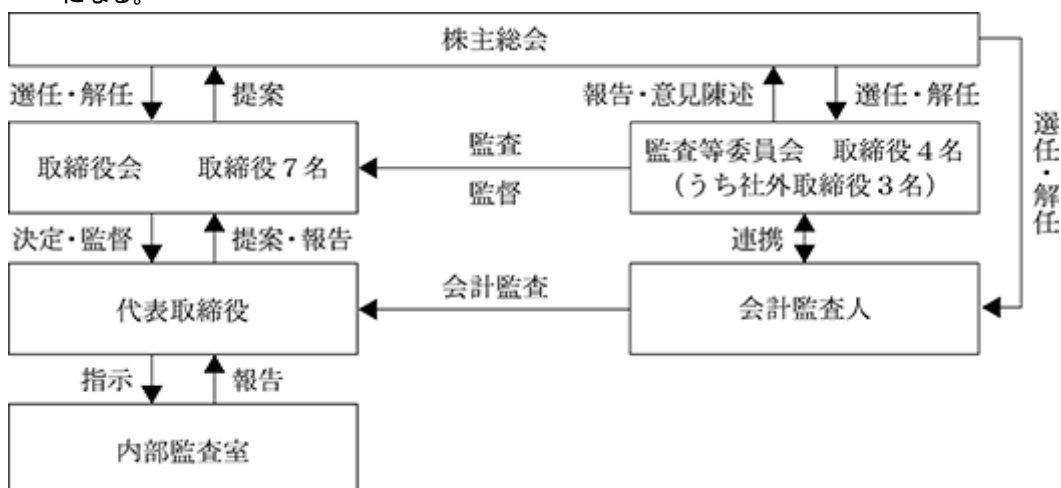 になる。
株主総会
選任・解任
提案
報告・意見陳述
選任・解任
選任・解任
取締役会 取締役7名
監査
監督
監査等委員会 取締役4名
(うち社外取締役3名)
決定・監督
提案・報告
連携
代表取締役
会計監査
会計監査人
指示
報告
内部監査室